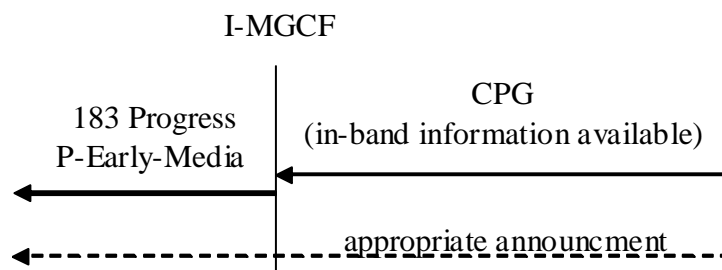 I-MGCF
183 Progress
P-Early-Media
CPG
(in-band information available)
appropriate announcment